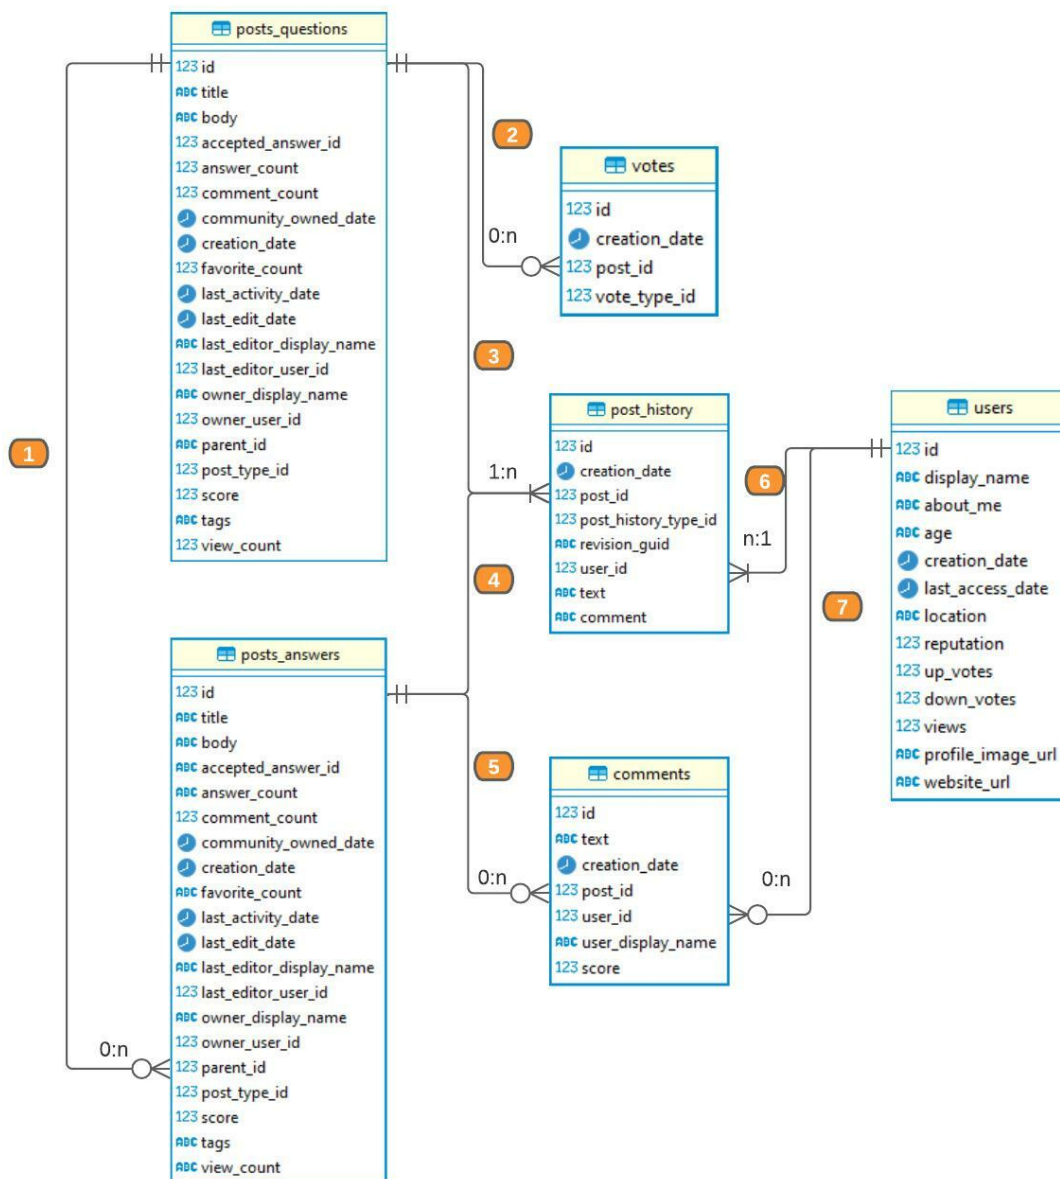 posts_questions
123 id
ABC title
ABC body
123 accepted_answer_id
123 answer_count
123 comment_count
community_owned_date
creation_date
123 favorite_count
last_activity_date
last_edit_date
ABC last_editor_display_name
123 last_editor_user_id
ABC owner_display_name
123 owner_user_id
ABC parent_id
123 post_type_id
123 score
ABC tags
123 view_count
1
2
0:n
votes
123 id
creation_date
123 post_id
123 vote_type_id
3
1:n
4
post_history
123 id
creation_date
123 post_id
123 post_history_type_id
ABC revision_guid
123 user_id
ABC text
ABC comment
6
n:1
7
users
123 id
ABC display_name
ABC about_me
ABC age
creation_date
last_access_date
ABC location
123 reputation
123 up_votes
123 down_votes
123 views
ABC profile_image_url
ABC website_url
posts_answers
123 id
ABC title
ABC body
ABC accepted_answer_id
ABC answer_count
123 comment_count
community_owned_date
creation_date
ABC favorite_count
last_activity_date
last_edit_date
ABC last_editor_display_name
123 last_editor_user_id
ABC owner_display_name
123 owner_user_id
123 parent_id
123 post_type_id
123 score
ABC tags
ABC view_count
0:n
5
0:n
comments
123 id
ABC text
creation_date
123 post_id
123 user_id
ABC user_display_name
123 score
0:n